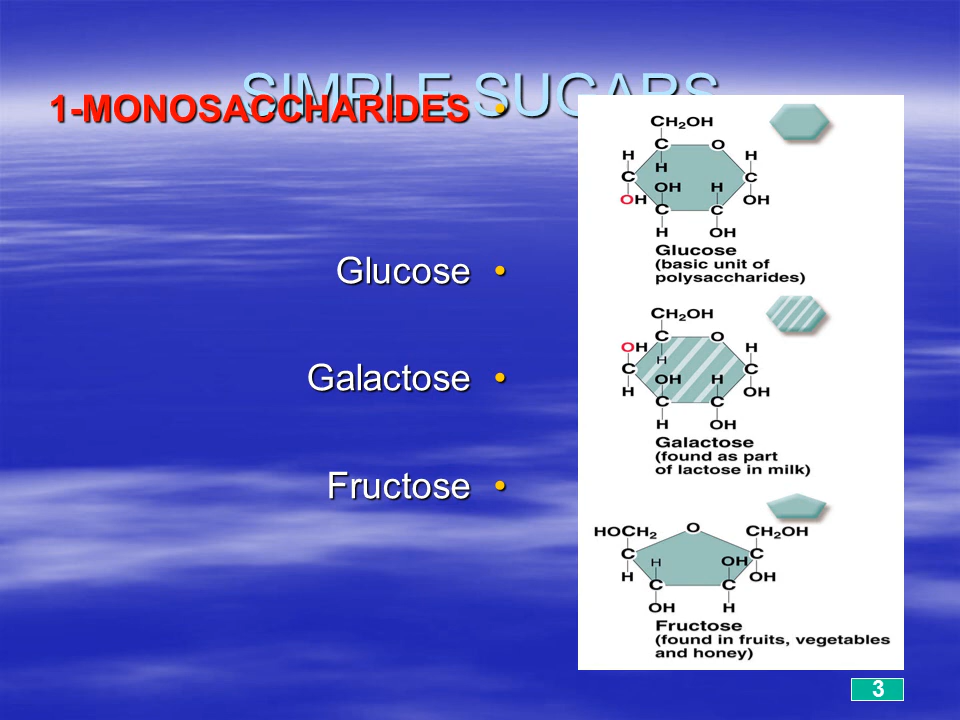 SIMPLE SUGARS
1-MONOSACCHARIDES •
Glucose •
Galactose •
Fructose •
CH2OH
C O
H H H
C C
OH H
OH OH
C C
H OH
Glucose
(basic unit of
polysaccharides)
CH2OH
C O
OH H H
C C
OH H
H OH
C C
H OH
Galactose
(found as part
of lactose in milk)
HOCH2 O CH2OH
C C
H OH
H OH
C C
OH H
Fructose
(found in fruits, vegetables
and honey)
3